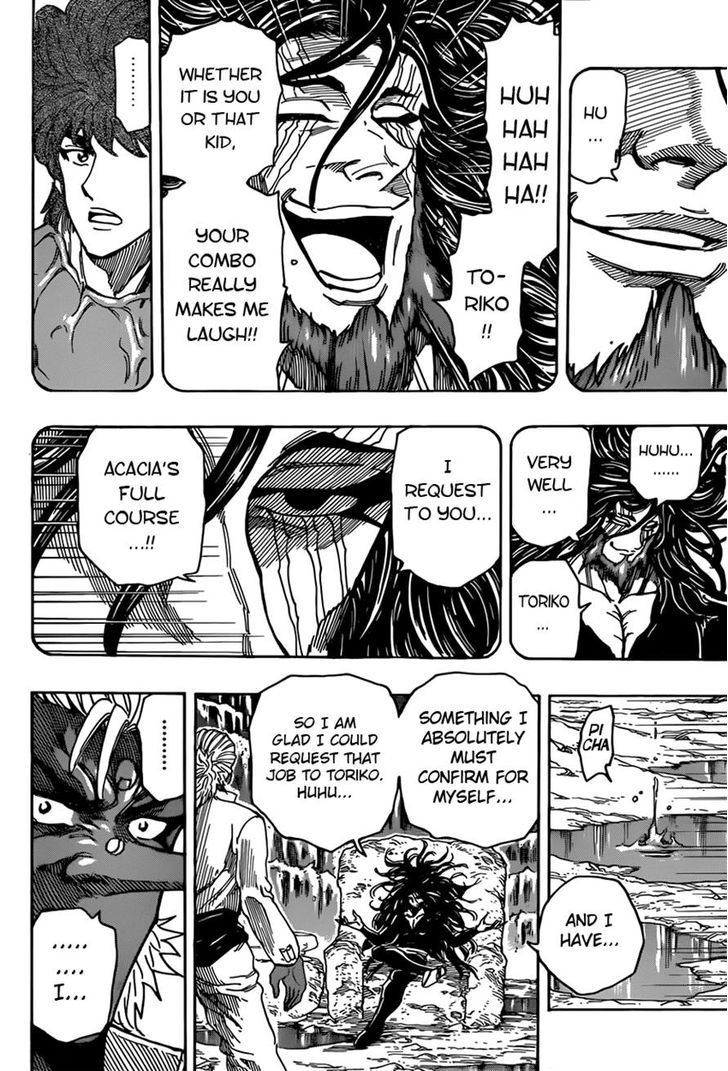 HU
...
HUH
HAH
HAH
HA!!
TO-
RIKO
!!
WHETHER
IT IS YOU
OR THAT
KID,
YOUR
COMBO
REALLY
MAKES ME
LAUGH!!
.........
HUHU...
......
VERY
WELL
...
TORIKO
...
I
REQUEST
TO YOU...
ACACIA'S
FULL
COURSE
...!!
PI
CHA
AND I
HAVE...
SOMETHING I
ABSOLUTELY
MUST
CONFIRM FOR
MYSELF...
SO I AM
GLAD I COULD
REQUEST THAT
JOB TO TORIKO.
HUHU...
.........
.....
....
I...